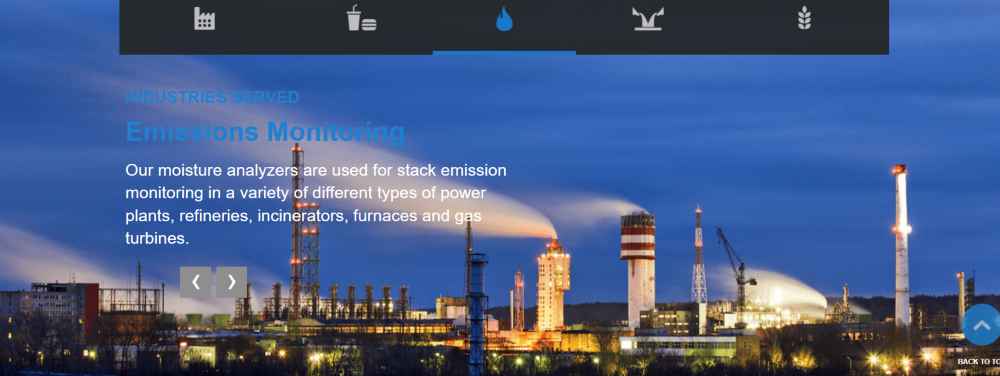 INDUSTRIES SERVED
Emissions Monitoring
Our moisture analyzers are used for stack emission
monitoring in a variety of different types of power
plants, refineries, incinerators, furnaces and gas
turbines.
BACK TO TO